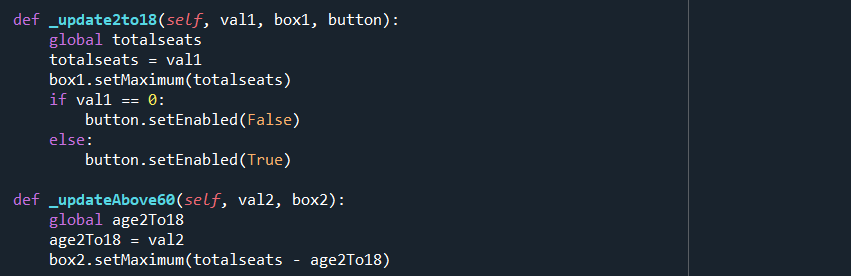 def _update2to18(self, val1, box1, button):
    global totalseats
    totalseats = val1
    box1.setMaximum(totalseats)
    if val1 == 0:
        button.setEnabled(False)
    else:
        button.setEnabled(True)

def _updateAbove60(self, val2, box2):
    global age2To18
    age2To18 = val2
    box2.setMaximum(totalseats - age2To18)